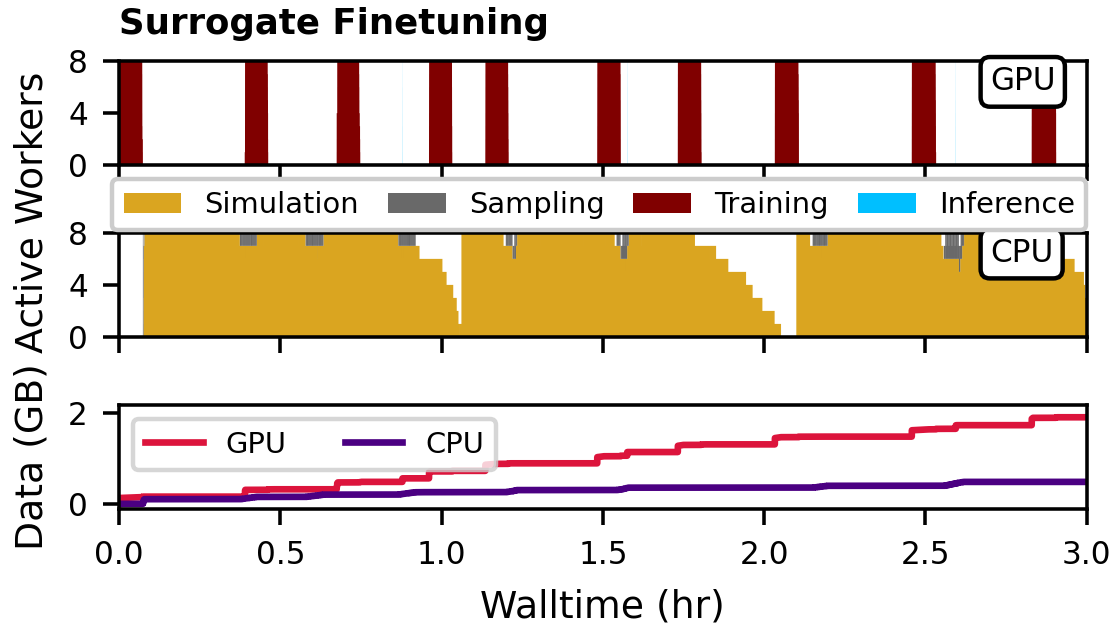 Surrogate Finetuning
8
4
0
GPU
Simulation Sampling Training Inference
8
4
0
CPU
Active Workers
2
0
GPU CPU
Data (GB)
0.0 0.5 1.0 1.5 2.0 2.5 3.0
Walltime (hr)